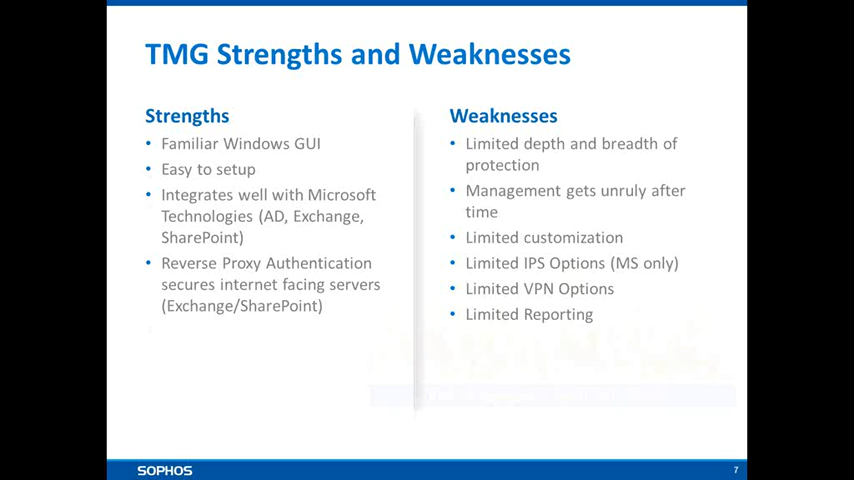 TMG Strengths and Weaknesses
Strengths
• Familiar Windows GUI
• Easy to setup
• Integrates well with Microsoft
Technologies (AD, Exchange,
SharePoint)
• Reverse Proxy Authentication
secures internet facing servers
(Exchange/SharePoint)
Weaknesses
• Limited depth and breadth of
protection
• Management gets unruly after
time
• Limited customization
• Limited IPS Options (MS only)
• Limited VPN Options
• Limited Reporting
SOPHOS
7